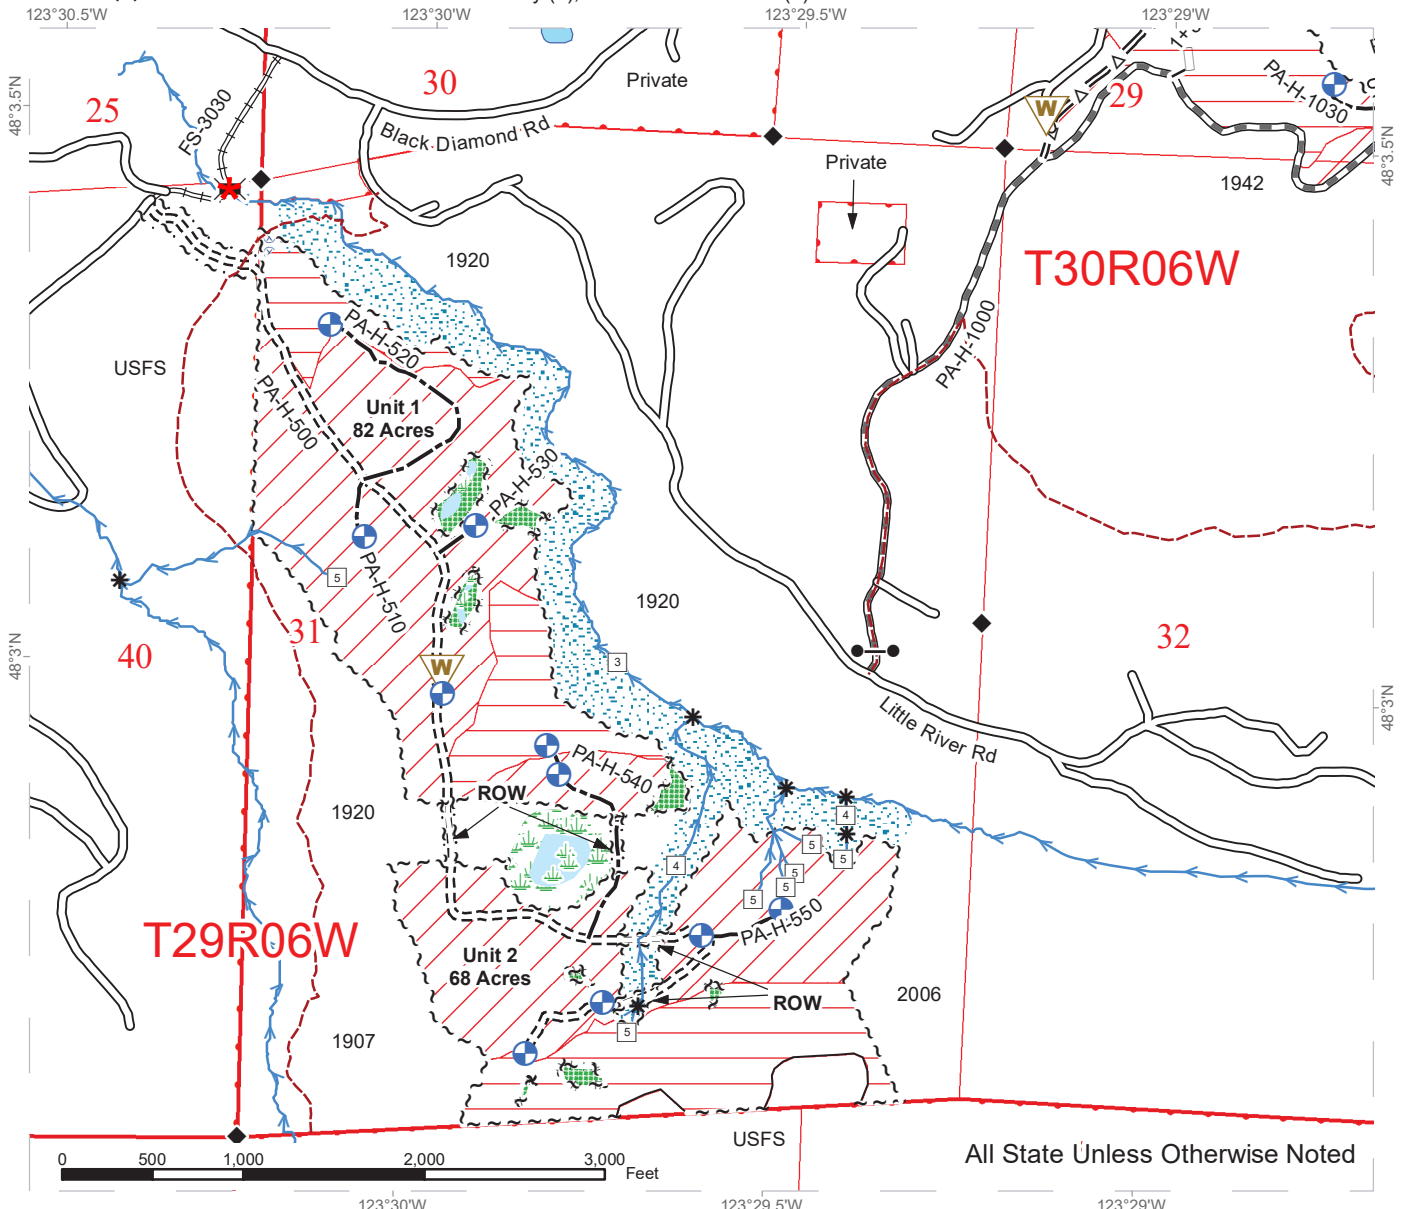 123°30.5'W
123°30'W
123°29.5'W
123°29'W
48°3.5'N
48°3.5'N
25
30
Private
29
FS-3030
Black Diamond Rd
PA-H-1030
Private
1942
1920
T30R06W
USFS
PA-H-520
PA-H-1000
PA-H-500
Unit 1
82 Acres
PA-H-530
5
PA-H-510
1920
40
31
32
48°3'N
W
W
3
48°3'N
Little River Rd
PA-H-540
ROW
1920
4
5
5
4
5
5
5
PA-H-550
T29R06W
Unit 2
68 Acres
2006
ROW
5
1907
USFS
All State Unless Otherwise Noted
0
500
1,000
2,000
3,000
Feet
123°30'W
123°29.5'W
123°29'W